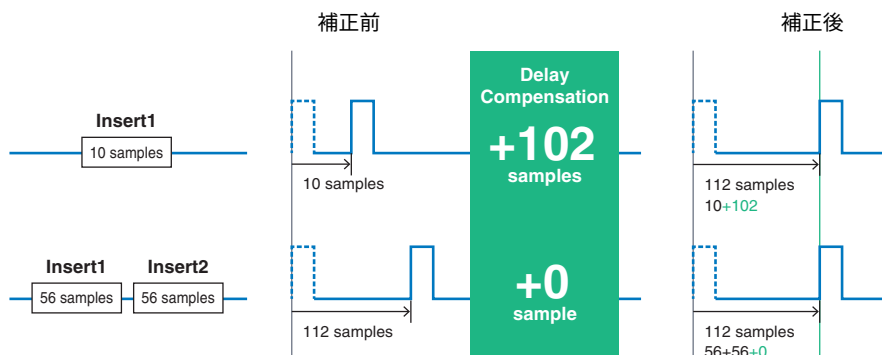 補正前
補正後
Delay
Compensation
Insert1
10 samples
10 samples
+102
samples
112 samples
10+102
Insert1
Insert2
56 samples
56 samples
112 samples
+0
sample
112 samples
56+56+0